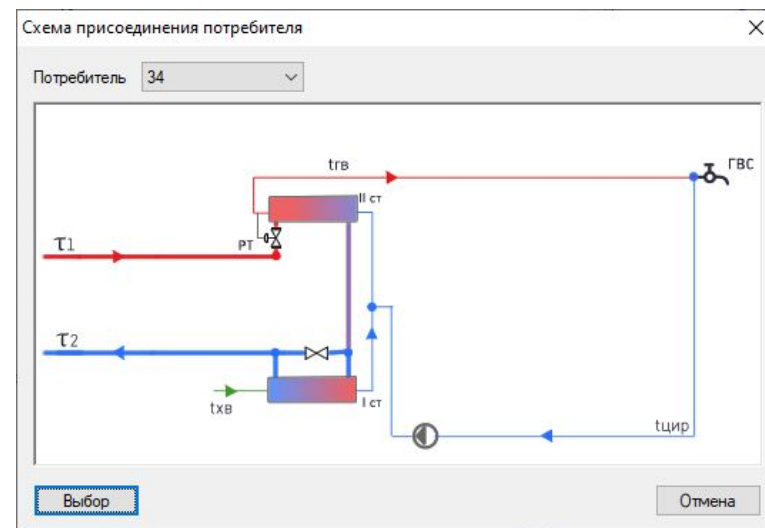 Схема присоединения потребителя
Потребитель 34
tгв
ГВС
II ст
τ1
РТ
τ2
I ст
tхв
tцир
Выбор
Отмена